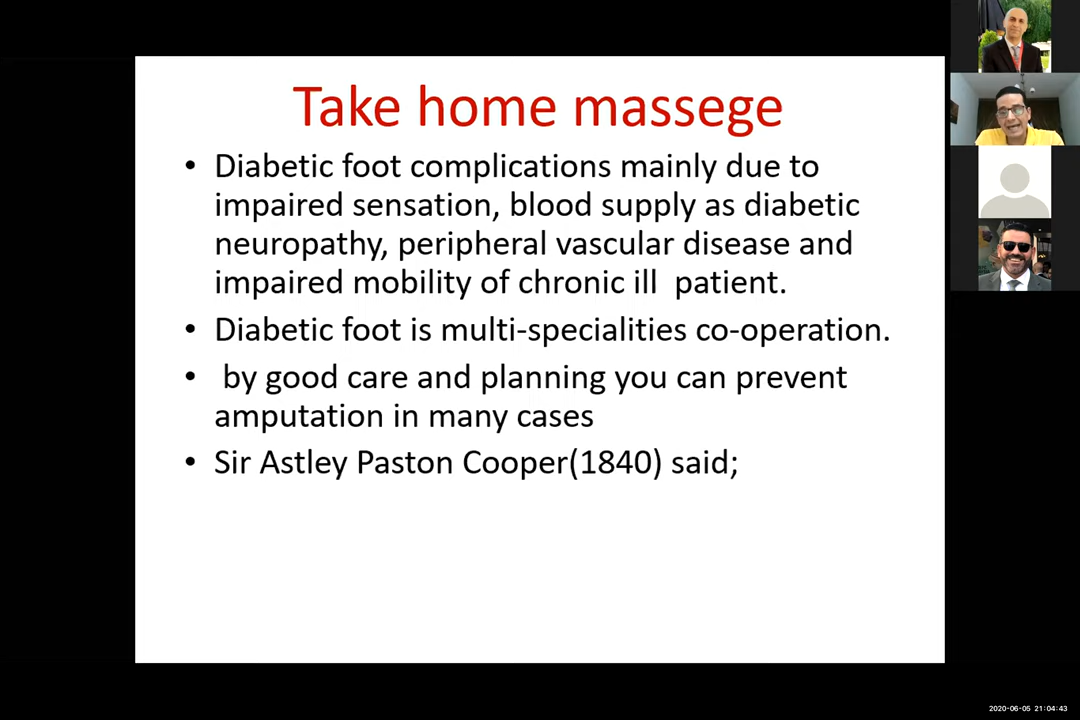 Take home massege
• Diabetic foot complications mainly due to
impaired sensation, blood supply as diabetic
neuropathy, peripheral vascular disease and
impaired mobility of chronic ill  patient.
• Diabetic foot is multi-specialities co-operation.
•  by good care and planning you can prevent
amputation in many cases
• Sir Astley Paston Cooper(1840) said;
2020-06-05 21:04:43